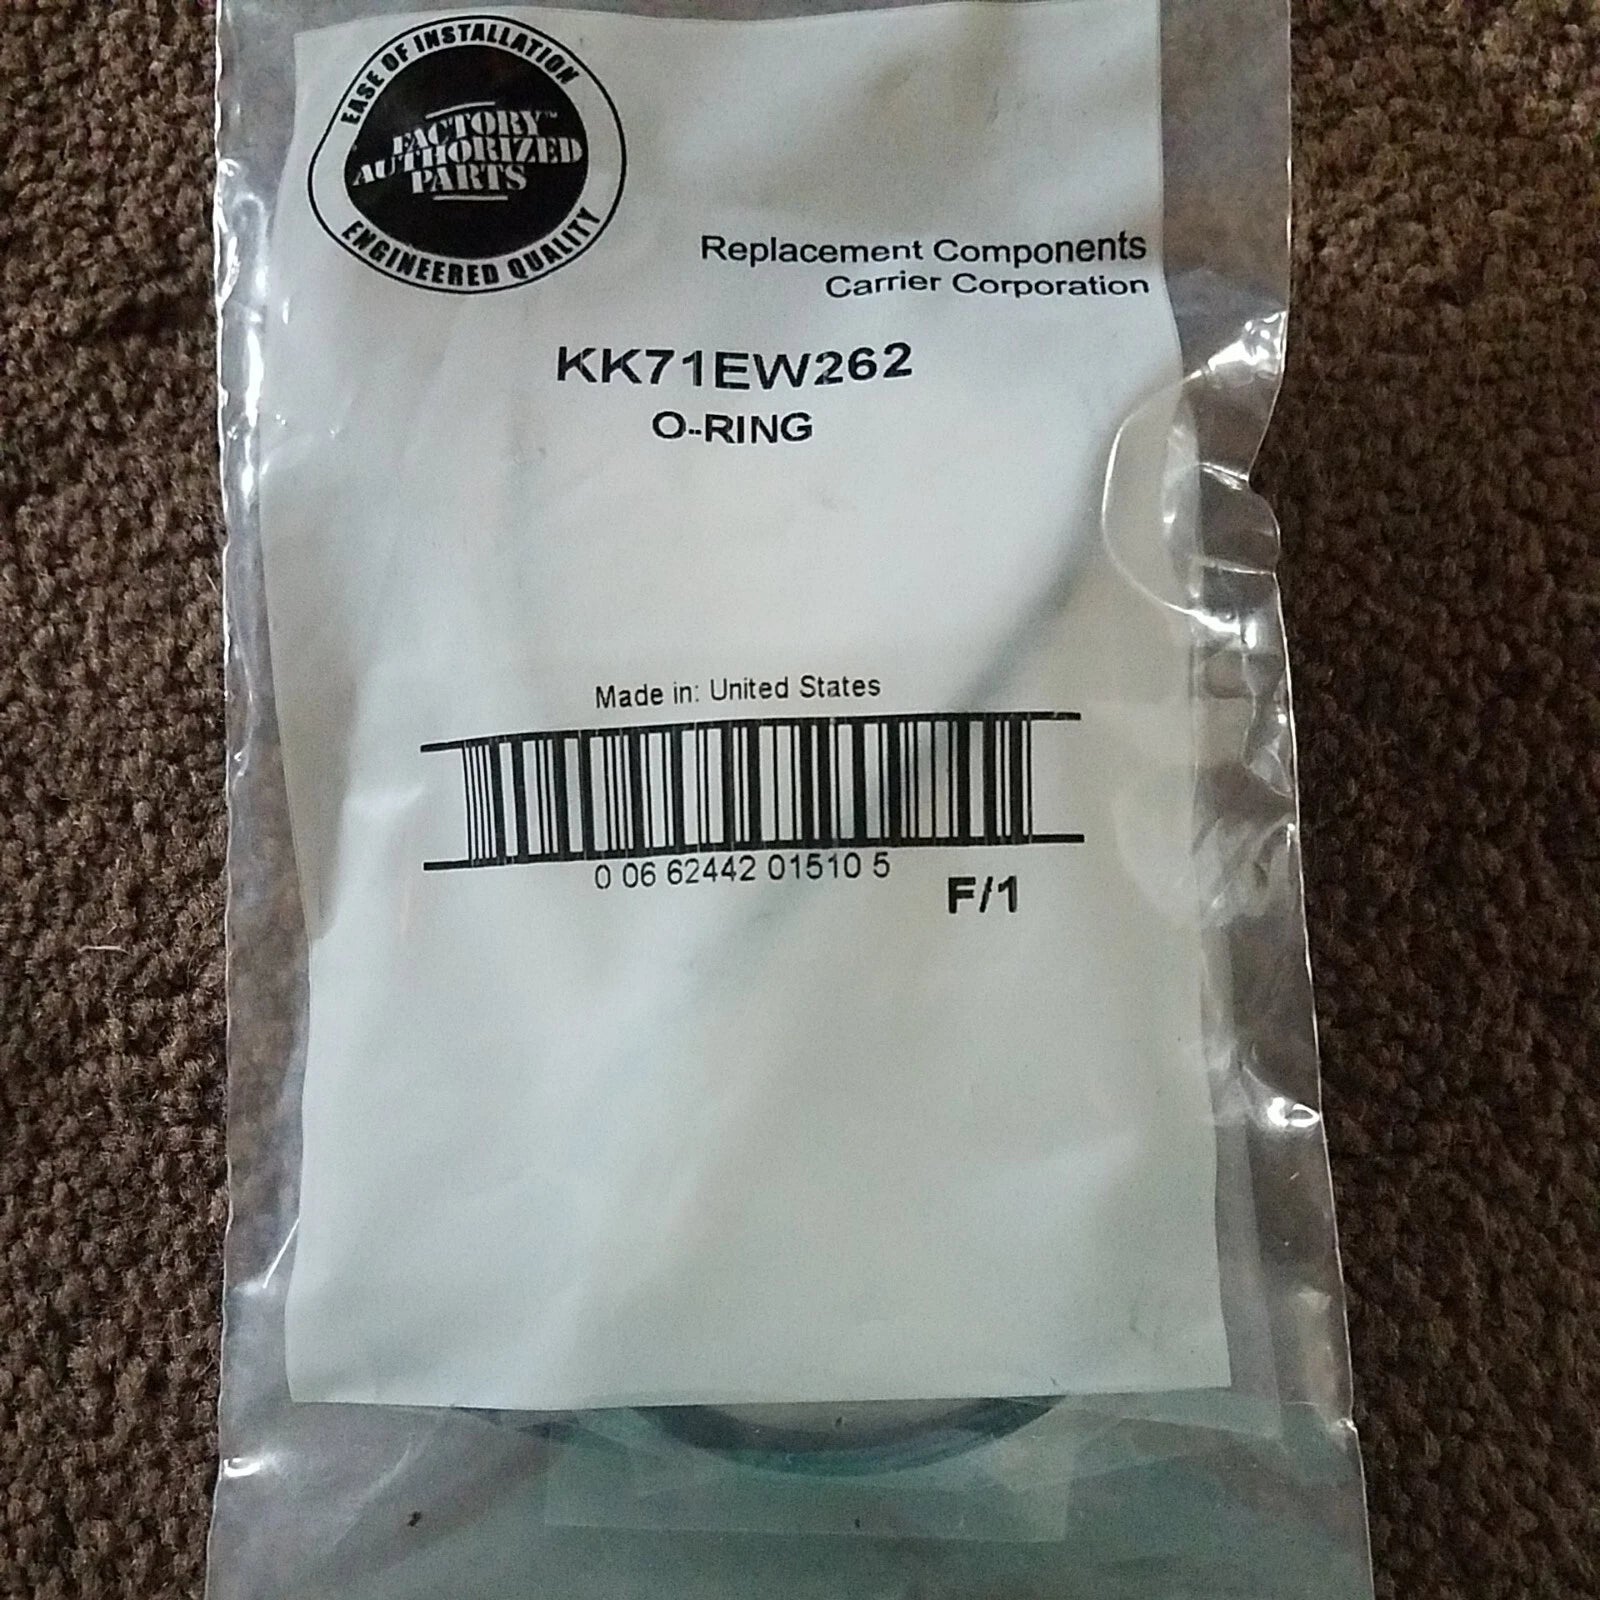 EASE OF INSTALLATION
FACTORY™
AUTHORIZED
PARTS
ENGINEERED QUALITY
Replacement Components
Carrier Corporation
KK71EW262
O-RING
Made in: United States
0 06 62442 01510 5
F/1